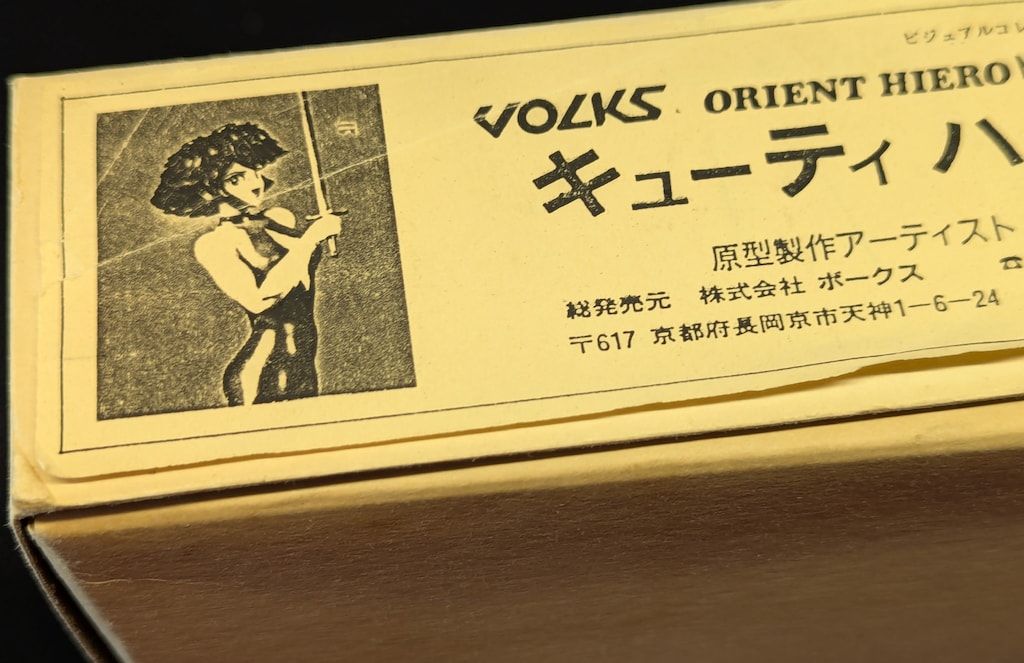 ビジュアルコレ
VOLKS ORIENT HIERO
キューティ ハ
原型製作アーティスト
総発売元 株式会社 ボークス ☎
〒617 京都府長岡京市天神1-6-24